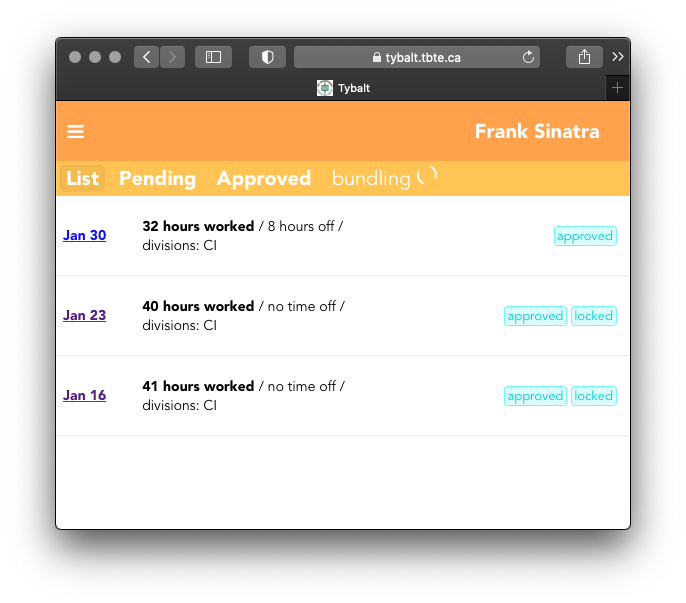 tybalt.tbte.ca
Tybalt
Frank Sinatra
List Pending Approved bundling
Jan 30
32 hours worked / 8 hours off /
divisions: CI
approved
Jan 23
40 hours worked / no time off /
divisions: CI
approved locked
Jan 16
41 hours worked / no time off /
divisions: CI
approved locked